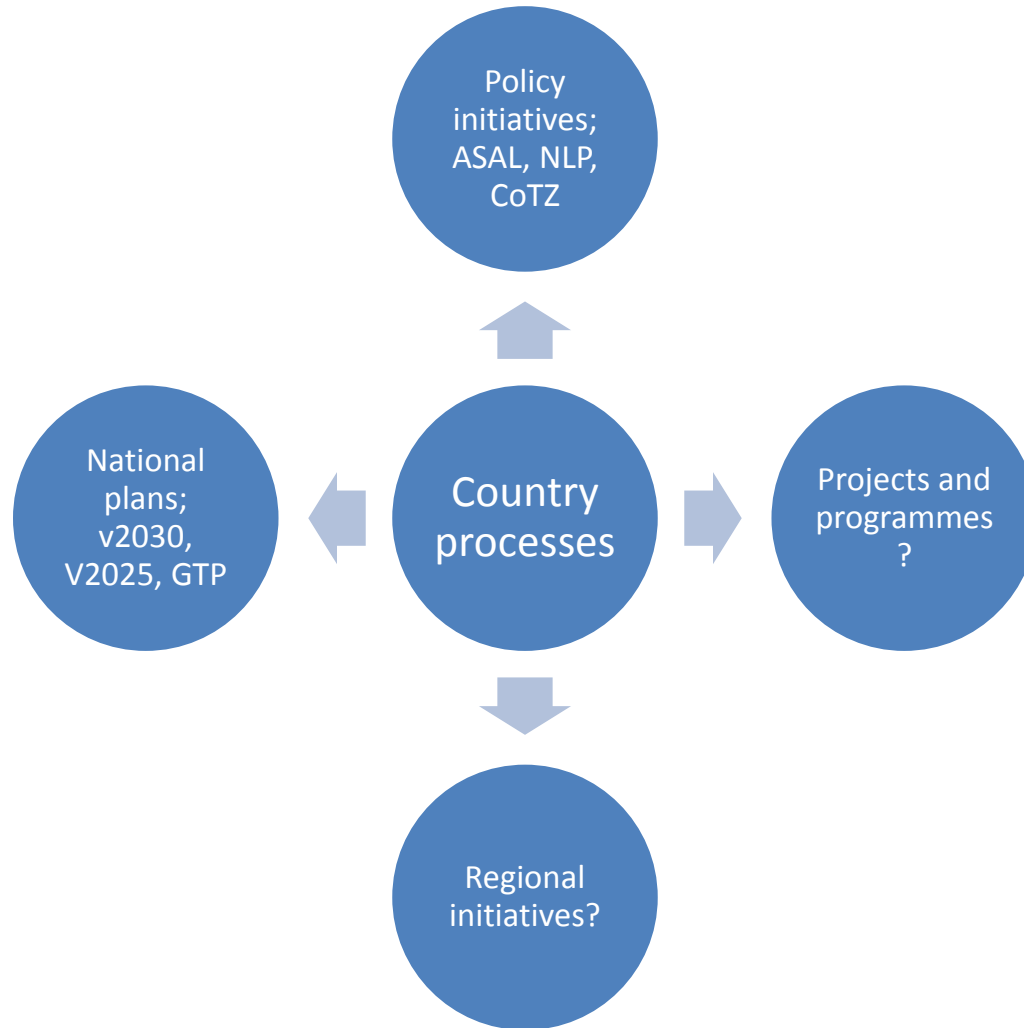 Policy
initiatives;
ASAL, NLP,
CoTZ
National
plans;
v2030,
V2025, GTP
Country
processes
Projects and
programmes
?
Regional
initiatives?